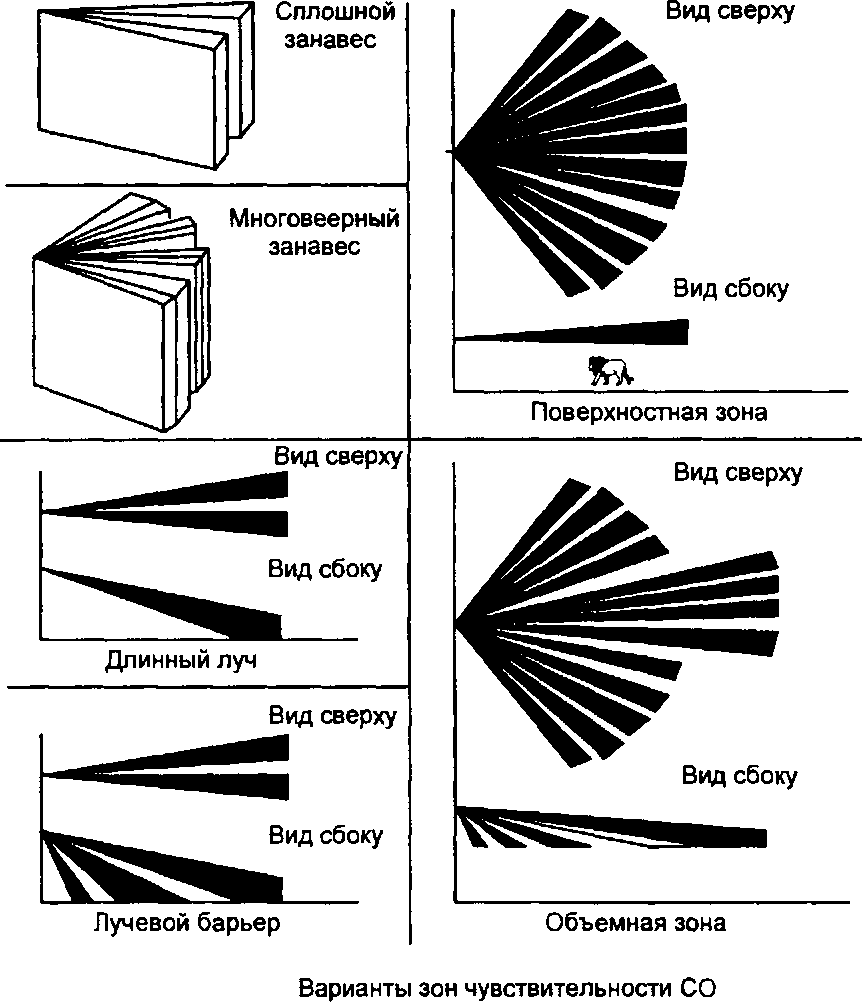 Сплошной
занавес
Многовеерный
занавес
Вид сверху
Вид сбоку
Поверхностная зона
Вид сверху
Вид сбоку
Длинный луч
Вид сверху
Вид сбоку
Лучевой барьер
Вид сверху
Вид сбоку
Объемная зона
Варианты зон чувствительности СО